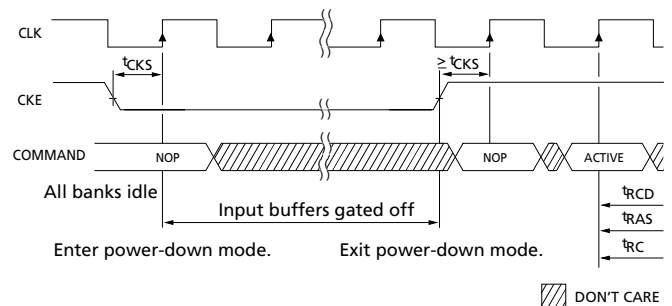 CLK
tCKS
≥ tCKS
CKE
COMMAND
NOP
NOP
ACTIVE
All banks idle
Input buffers gated off
tRCD
tRAS
Enter power-down mode.
Exit power-down mode.
tRC
DON'T CARE